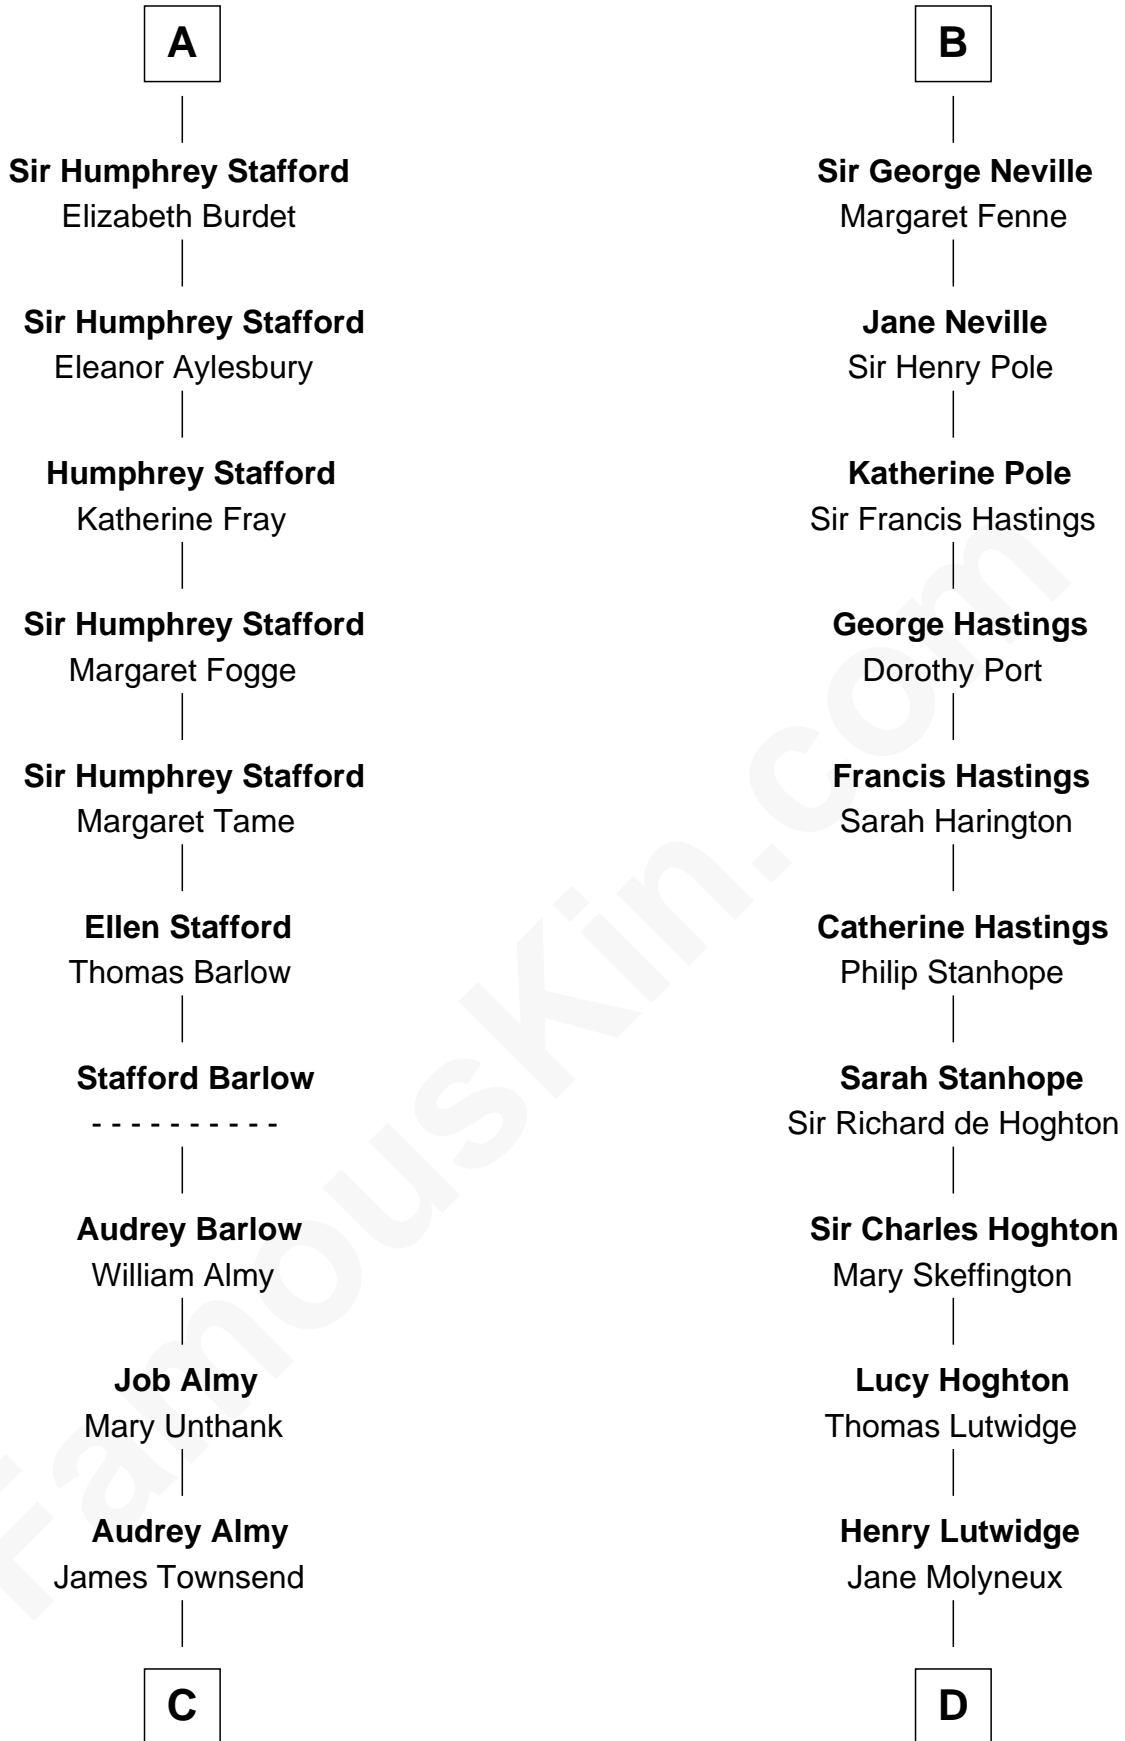 A
Sir Humphrey Stafford
Elizabeth Burdet
Sir Humphrey Stafford
Eleanor Aylesbury
Humphrey Stafford
Katherine Fray
Sir Humphrey Stafford
Margaret Fogge
Sir Humphrey Stafford
Margaret Tame
Ellen Stafford
Thomas Barlow
Stafford Barlow
- - - - - - - - - -
Audrey Barlow
William Almy
Job Almy
Mary Unthank
Audrey Almy
James Townsend
C
B
Sir George Neville
Margaret Fenne
Jane Neville
Sir Henry Pole
Katherine Pole
Sir Francis Hastings
George Hastings
Dorothy Port
Francis Hastings
Sarah Harington
Catherine Hastings
Philip Stanhope
Sarah Stanhope
Sir Richard de Hoghton
Sir Charles Hoghton
Mary Skeffington
Lucy Hoghton
Thomas Lutwidge
Henry Lutwidge
Jane Molyneux
D
FamousKin.com